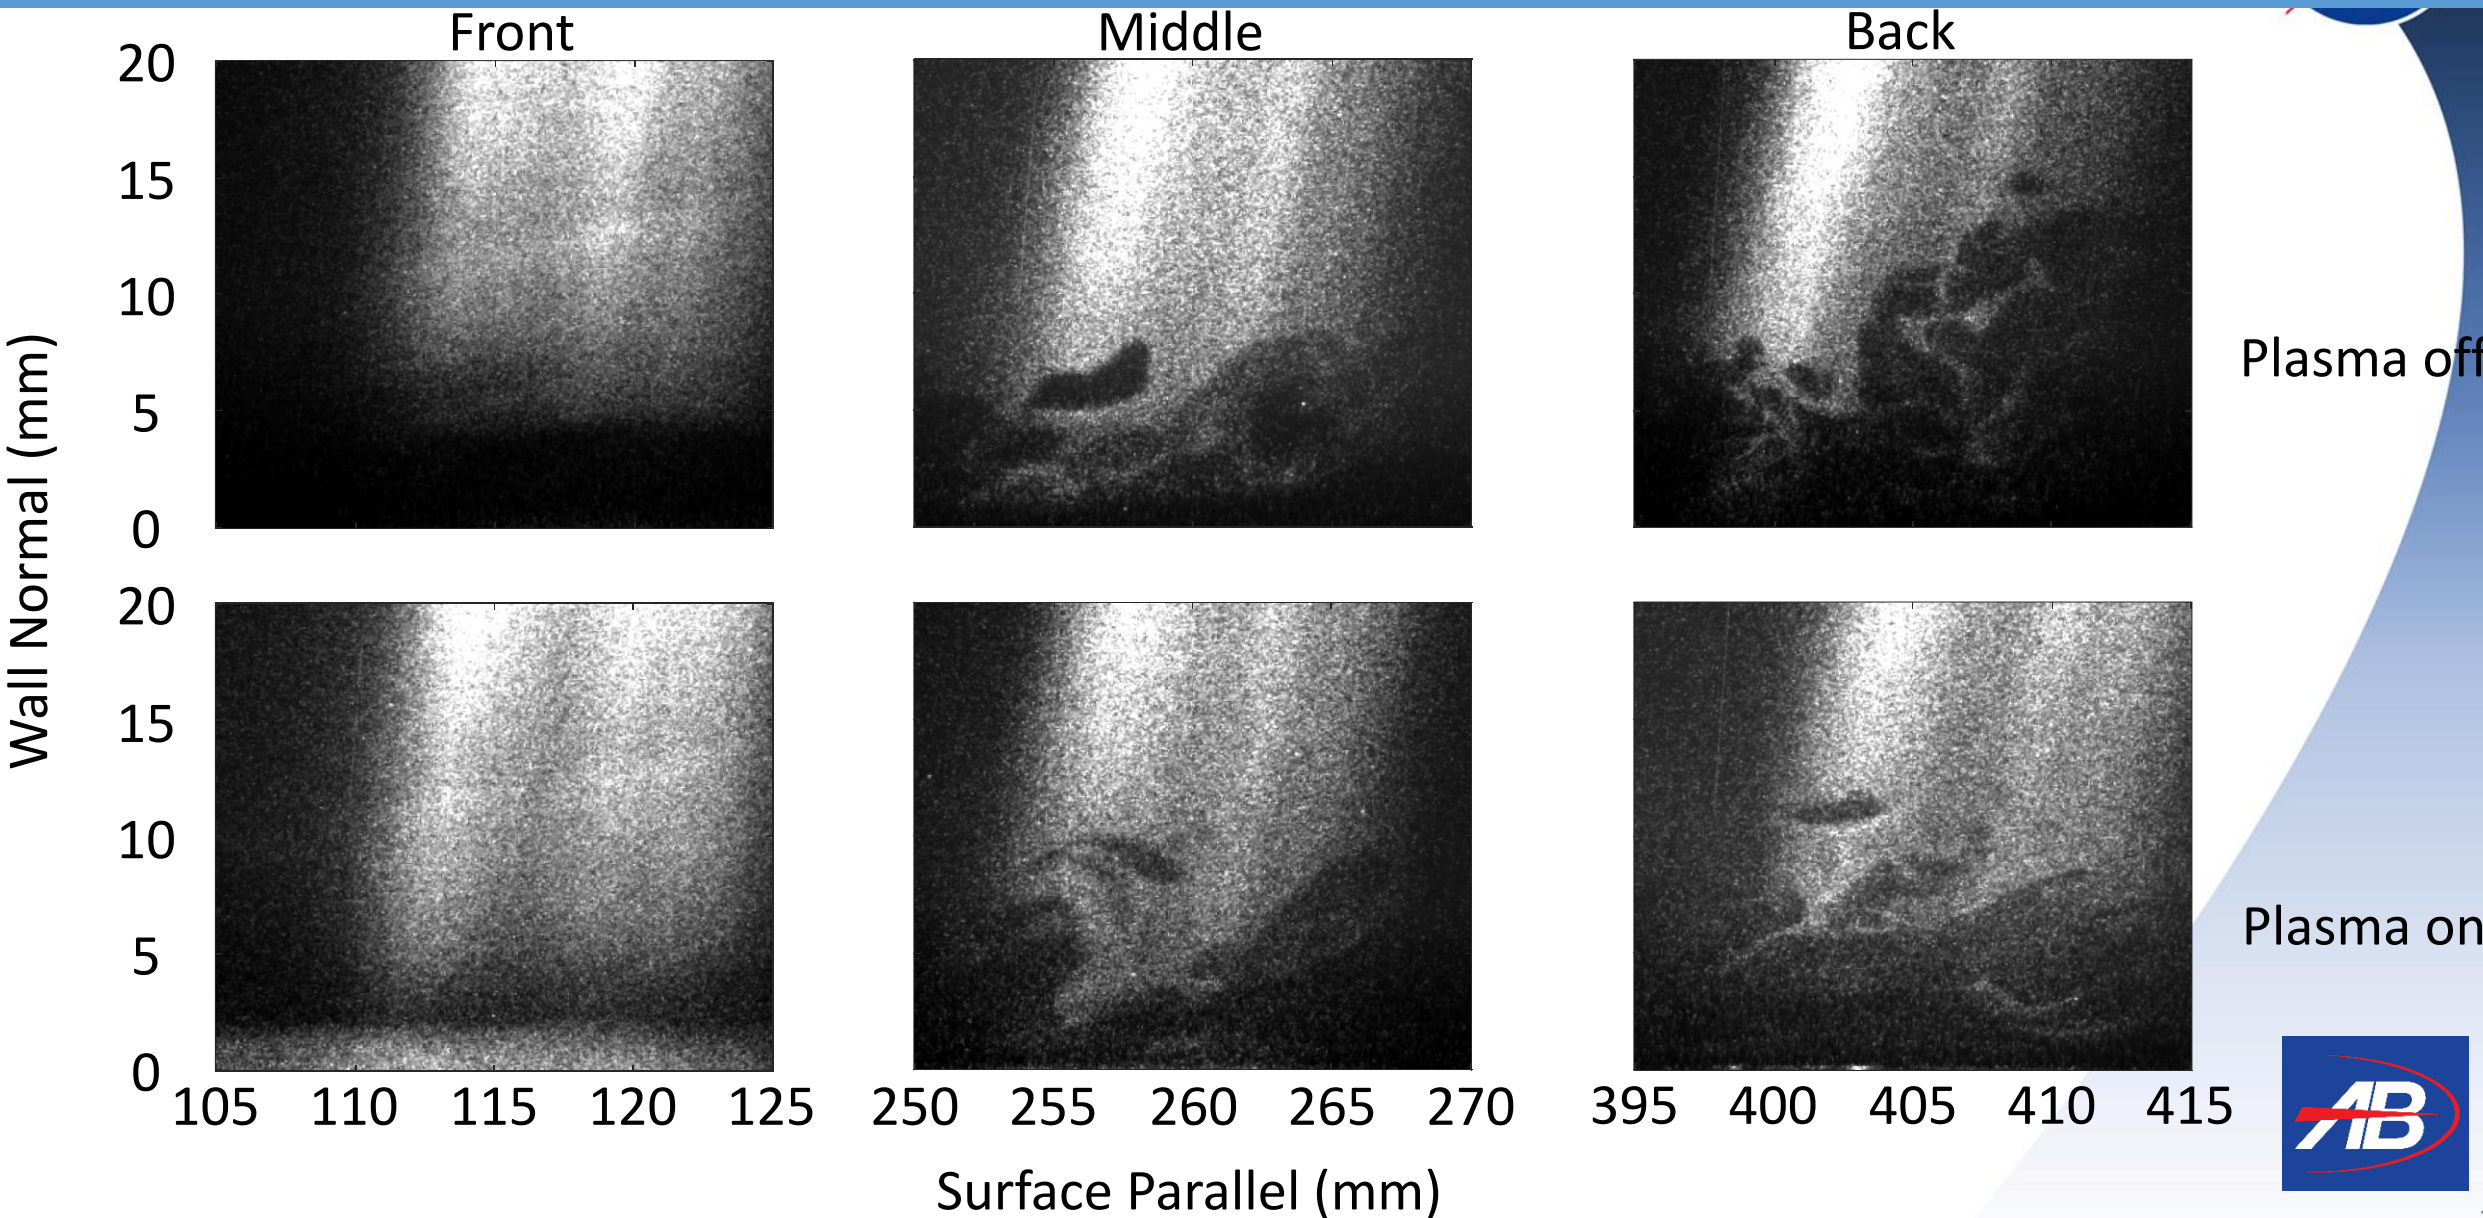 Front
Middle
Back
20
15
10
5
0
Plasma off
Wall Normal (mm)
20
15
10
5
0
Plasma on
105 110 115 120 125
250 255 260 265 270
395 400 405 410 415
Surface Parallel (mm)
AB